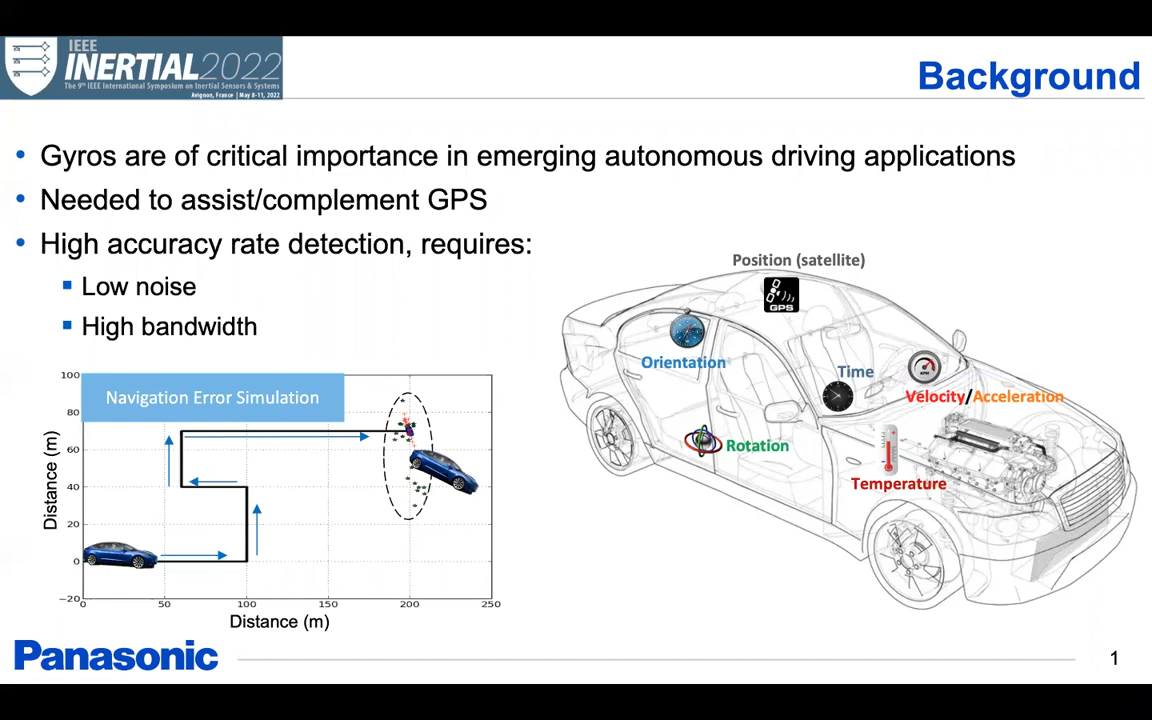 IEEE
INERTIAL2022
The 9th IEEE International Symposium on Inertial Sensors & Systems
Avignon, France | May 8-11, 2022
Background
Gyros are of critical importance in emerging autonomous driving applications
Needed to assist/complement GPS
High accuracy rate detection, requires:
Low noise
High bandwidth
Position (satellite)
GPS
Orientation
Time
Velocity/Acceleration
Rotation
Temperature
Navigation Error Simulation
100
80
60
40
20
0
−20
Distance (m)
0 50 100 150 200 250
Distance (m)
Panasonic
1